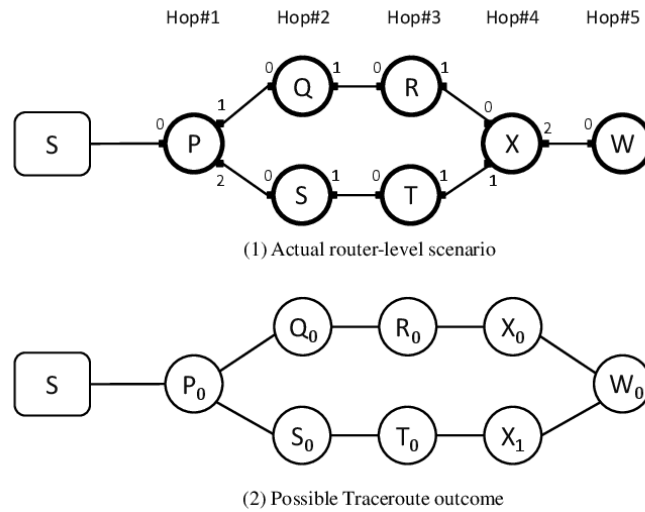 Hop#1 Hop#2 Hop#3 Hop#4 Hop#5
0 1 0 1
Q R
1 0
0 2 0
S P X W
2 0 1 0 1 1
S T
(1) Actual router-level scenario
Q0 R0 X0
S P0 W0
S0 T0 X1
(2) Possible Traceroute outcome